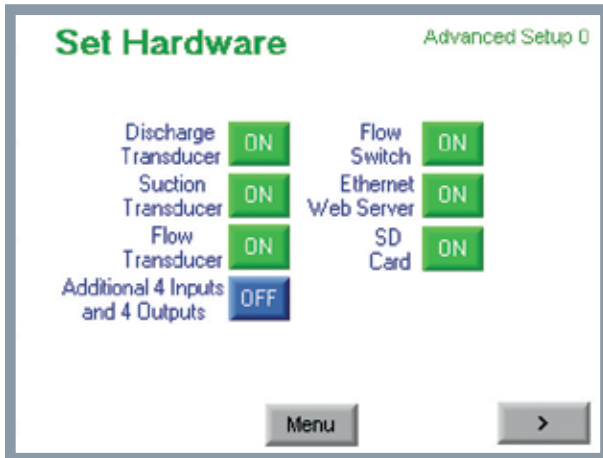 Set Hardware
Advanced Setup 0
Discharge
Transducer
ON
Flow
Switch
ON
Suction
Transducer
ON
Ethernet
Web Server
ON
Flow
Transducer
ON
SD
Card
ON
Additional 4 Inputs
and 4 Outputs
OFF
Menu
>